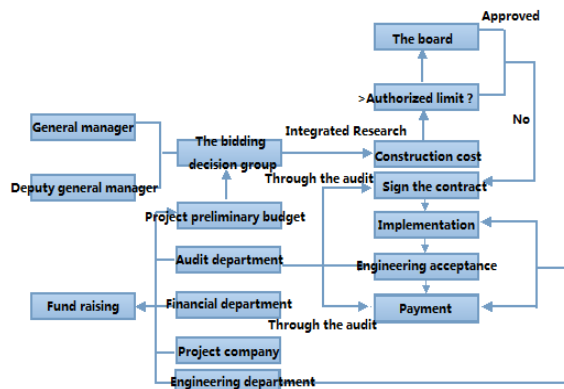 Approved
The board
>Authorized limit ?
No
General manager
Integrated Research
The bidding
decision group
Construction cost
Through the audit
Deputy general manager
Sign the contract
Project preliminary budget
Implementation
Audit department
Engineering acceptance
Fund raising
Financial department
Payment
Through the audit
Project company
Engineering department